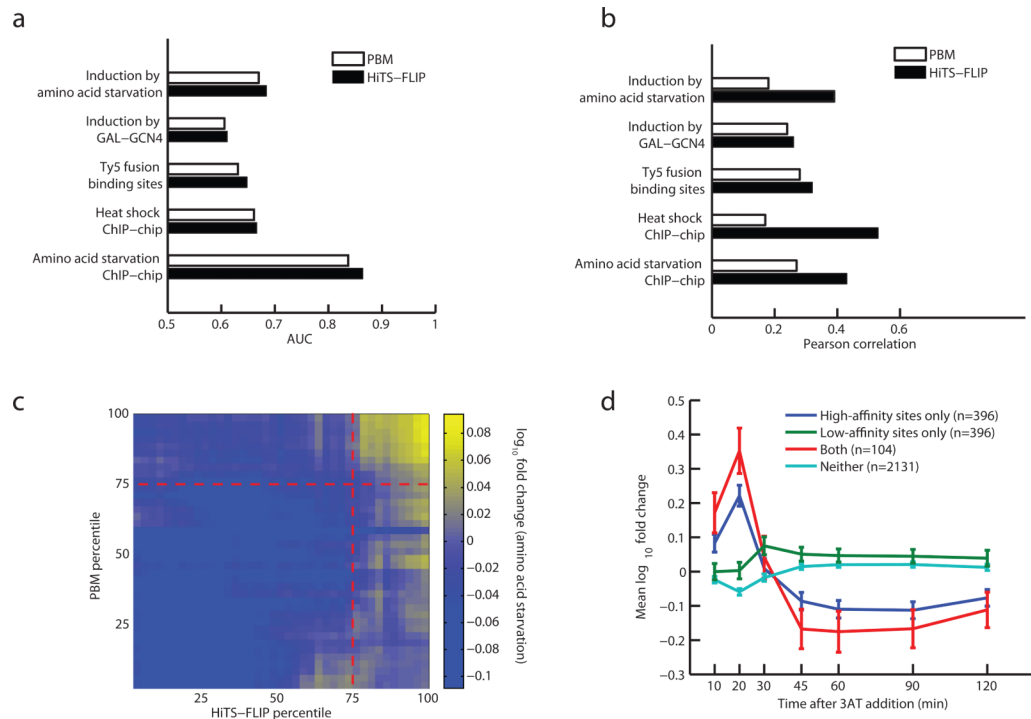 a
PBM
HiTS−FLIP
Induction by
amino acid starvation
Induction by
GAL−GCN4
Ty5 fusion
binding sites
Heat shock
ChIP−chip
Amino acid starvation
ChIP−chip
0.5 0.6 0.7 0.8 0.9 1
AUC
b
PBM
HiTS−FLIP
Induction by
amino acid starvation
Induction by
GAL−GCN4
Ty5 fusion
binding sites
Heat shock
ChIP−chip
Amino acid starvation
ChIP−chip
0 0.2 0.4 0.6
Pearson correlation
c
PBM percentile
100
75
50
25
25 50 75 100
HiTS−FLIP percentile
0.08
0.06
0.04
0.02
0
−0.02
−0.04
−0.06
−0.08
−0.1
log10 fold change (amino acid starvation)
d
High-affinity sites only (n=396)
Low-affinity sites only (n=396)
Both (n=104)
Neither (n=2131)
Mean log 10 fold change
0.5
0.4
0.3
0.2
0.1
0
−0.1
−0.2
−0.3
10 20 30 45 60 90 120
Time after 3AT addition (min)